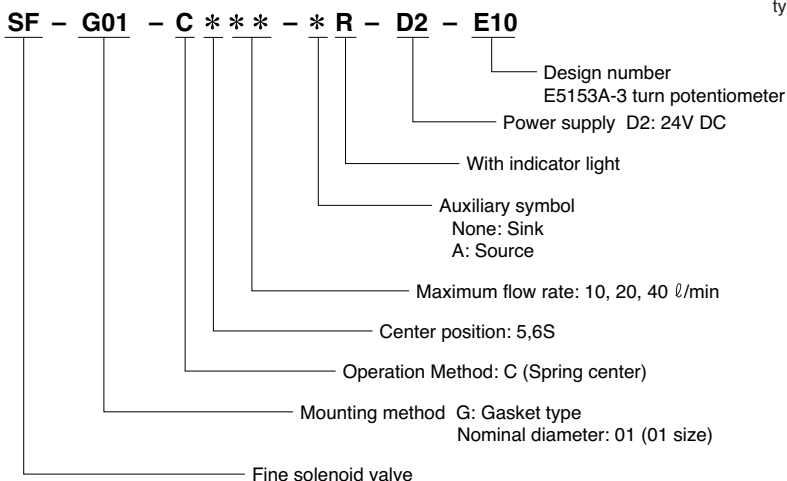 ty
SF – G01 – C * * * – * R – D2 – E10
Design number
E5153A-3 turn potentiometer
Power supply D2: 24V DC
With indicator light
Auxiliary symbol
None: Sink
A: Source
Maximum flow rate: 10, 20, 40 ℓ/min
Center position: 5,6S
Operation Method: C (Spring center)
Mounting method G: Gasket type
Nominal diameter: 01 (01 size)
Fine solenoid valve